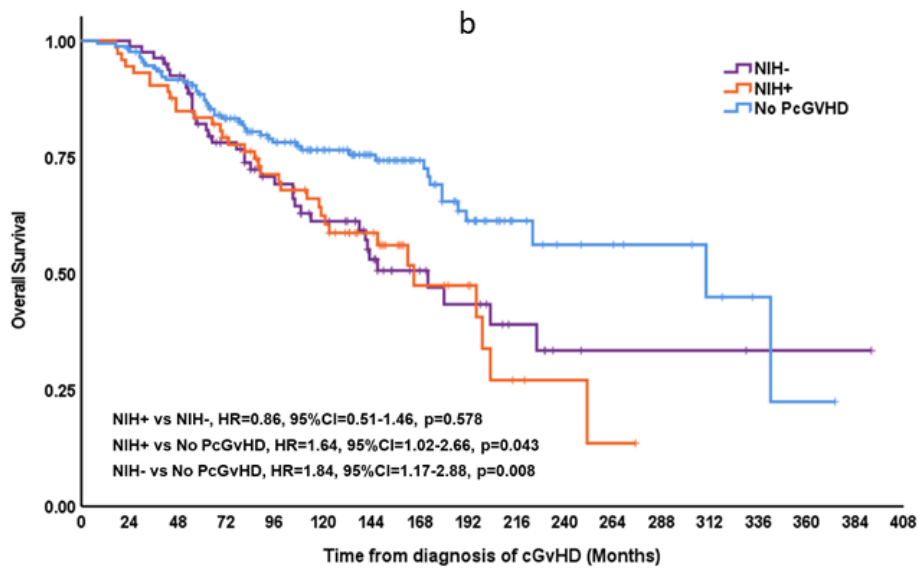 b
NIH-
NIH+
No PcGVHD
1.00
0.75
0.50
0.25
0.00
Overall Survival
NIH+ vs NIH-, HR=0.86, 95%CI=0.51-1.46, p=0.578
NIH+ vs No PcGvHD, HR=1.64, 95%CI=1.02-2.66, p=0.043
NIH- vs No PcGVHD, HR=1.84, 95%CI=1.17-2.88, p=0.008
0 24 48 72 96 120 144 168 192 216 240 264 288 312 336 360 384 408
Time from diagnosis of cGvHD (Months)